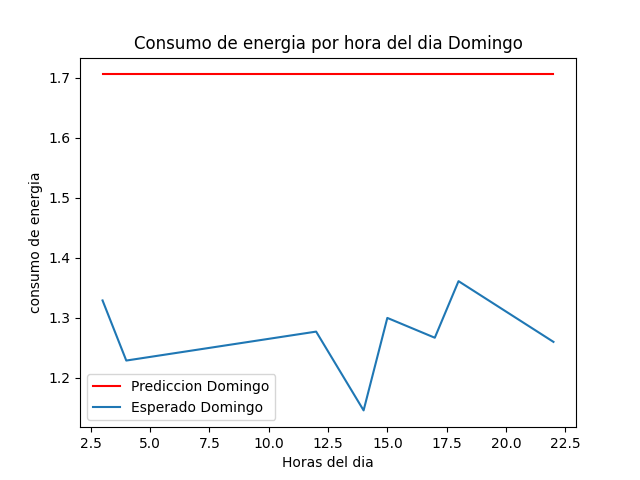 Consumo de energia por hora del dia Domingo
consumo de energia
1.7
1.6
1.5
1.4
1.3
1.2
Prediccion Domingo
Esperado Domingo
2.5 5.0 7.5 10.0 12.5 15.0 17.5 20.0 22.5
Horas del dia